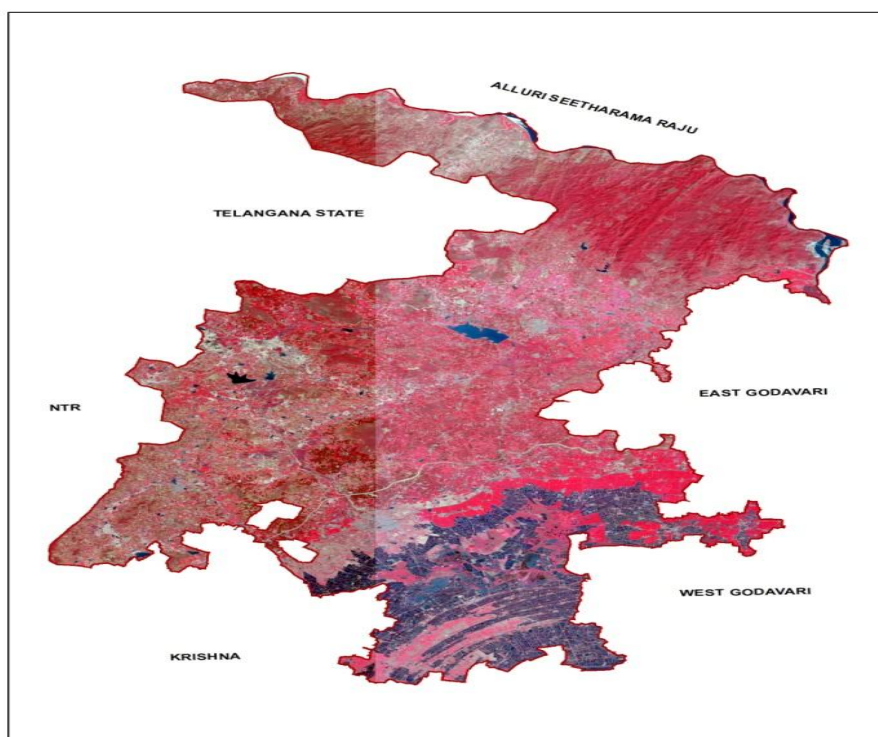 ALLURI SEETHARAMA RAJU
TELANGANA STATE
EAST GODAVARI
NTR
WEST GODAVARI
KRISHNA